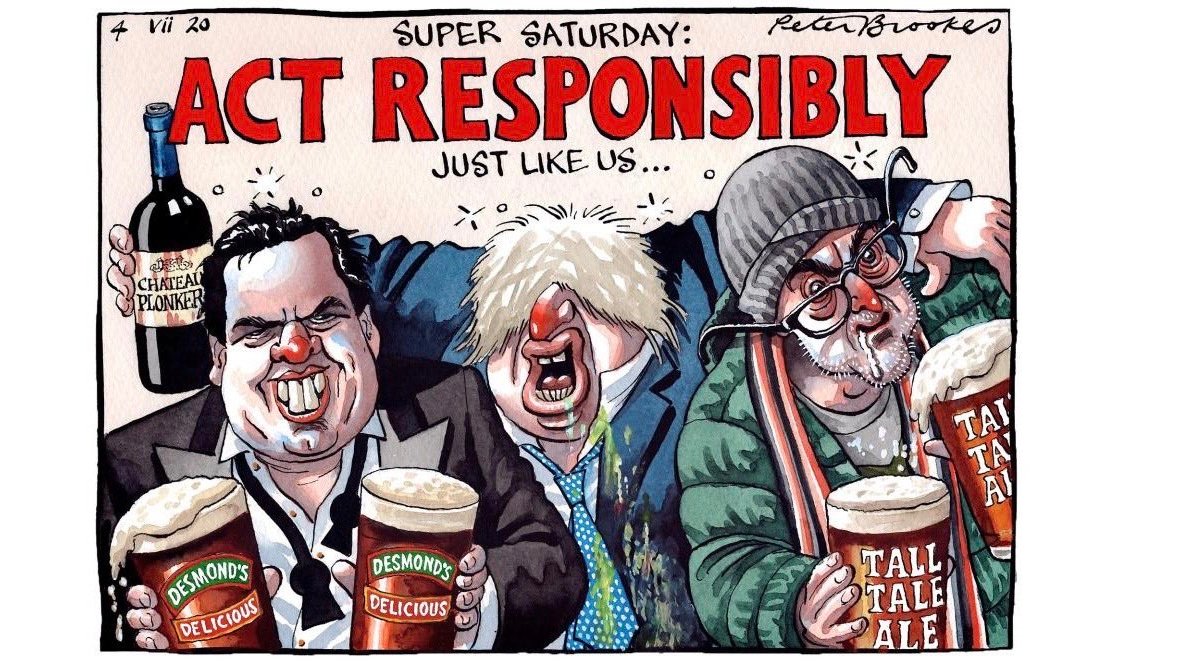 4 Vii 20
Peter Brookes
SUPER SATURDAY:
ACT RESPONSIBLY
JUST LIKE US...
CHATEAU
PLONKER
DESMOND'S
DELICIOUS
DESMOND'S
DELICIOUS
TALL
TALE
ALE